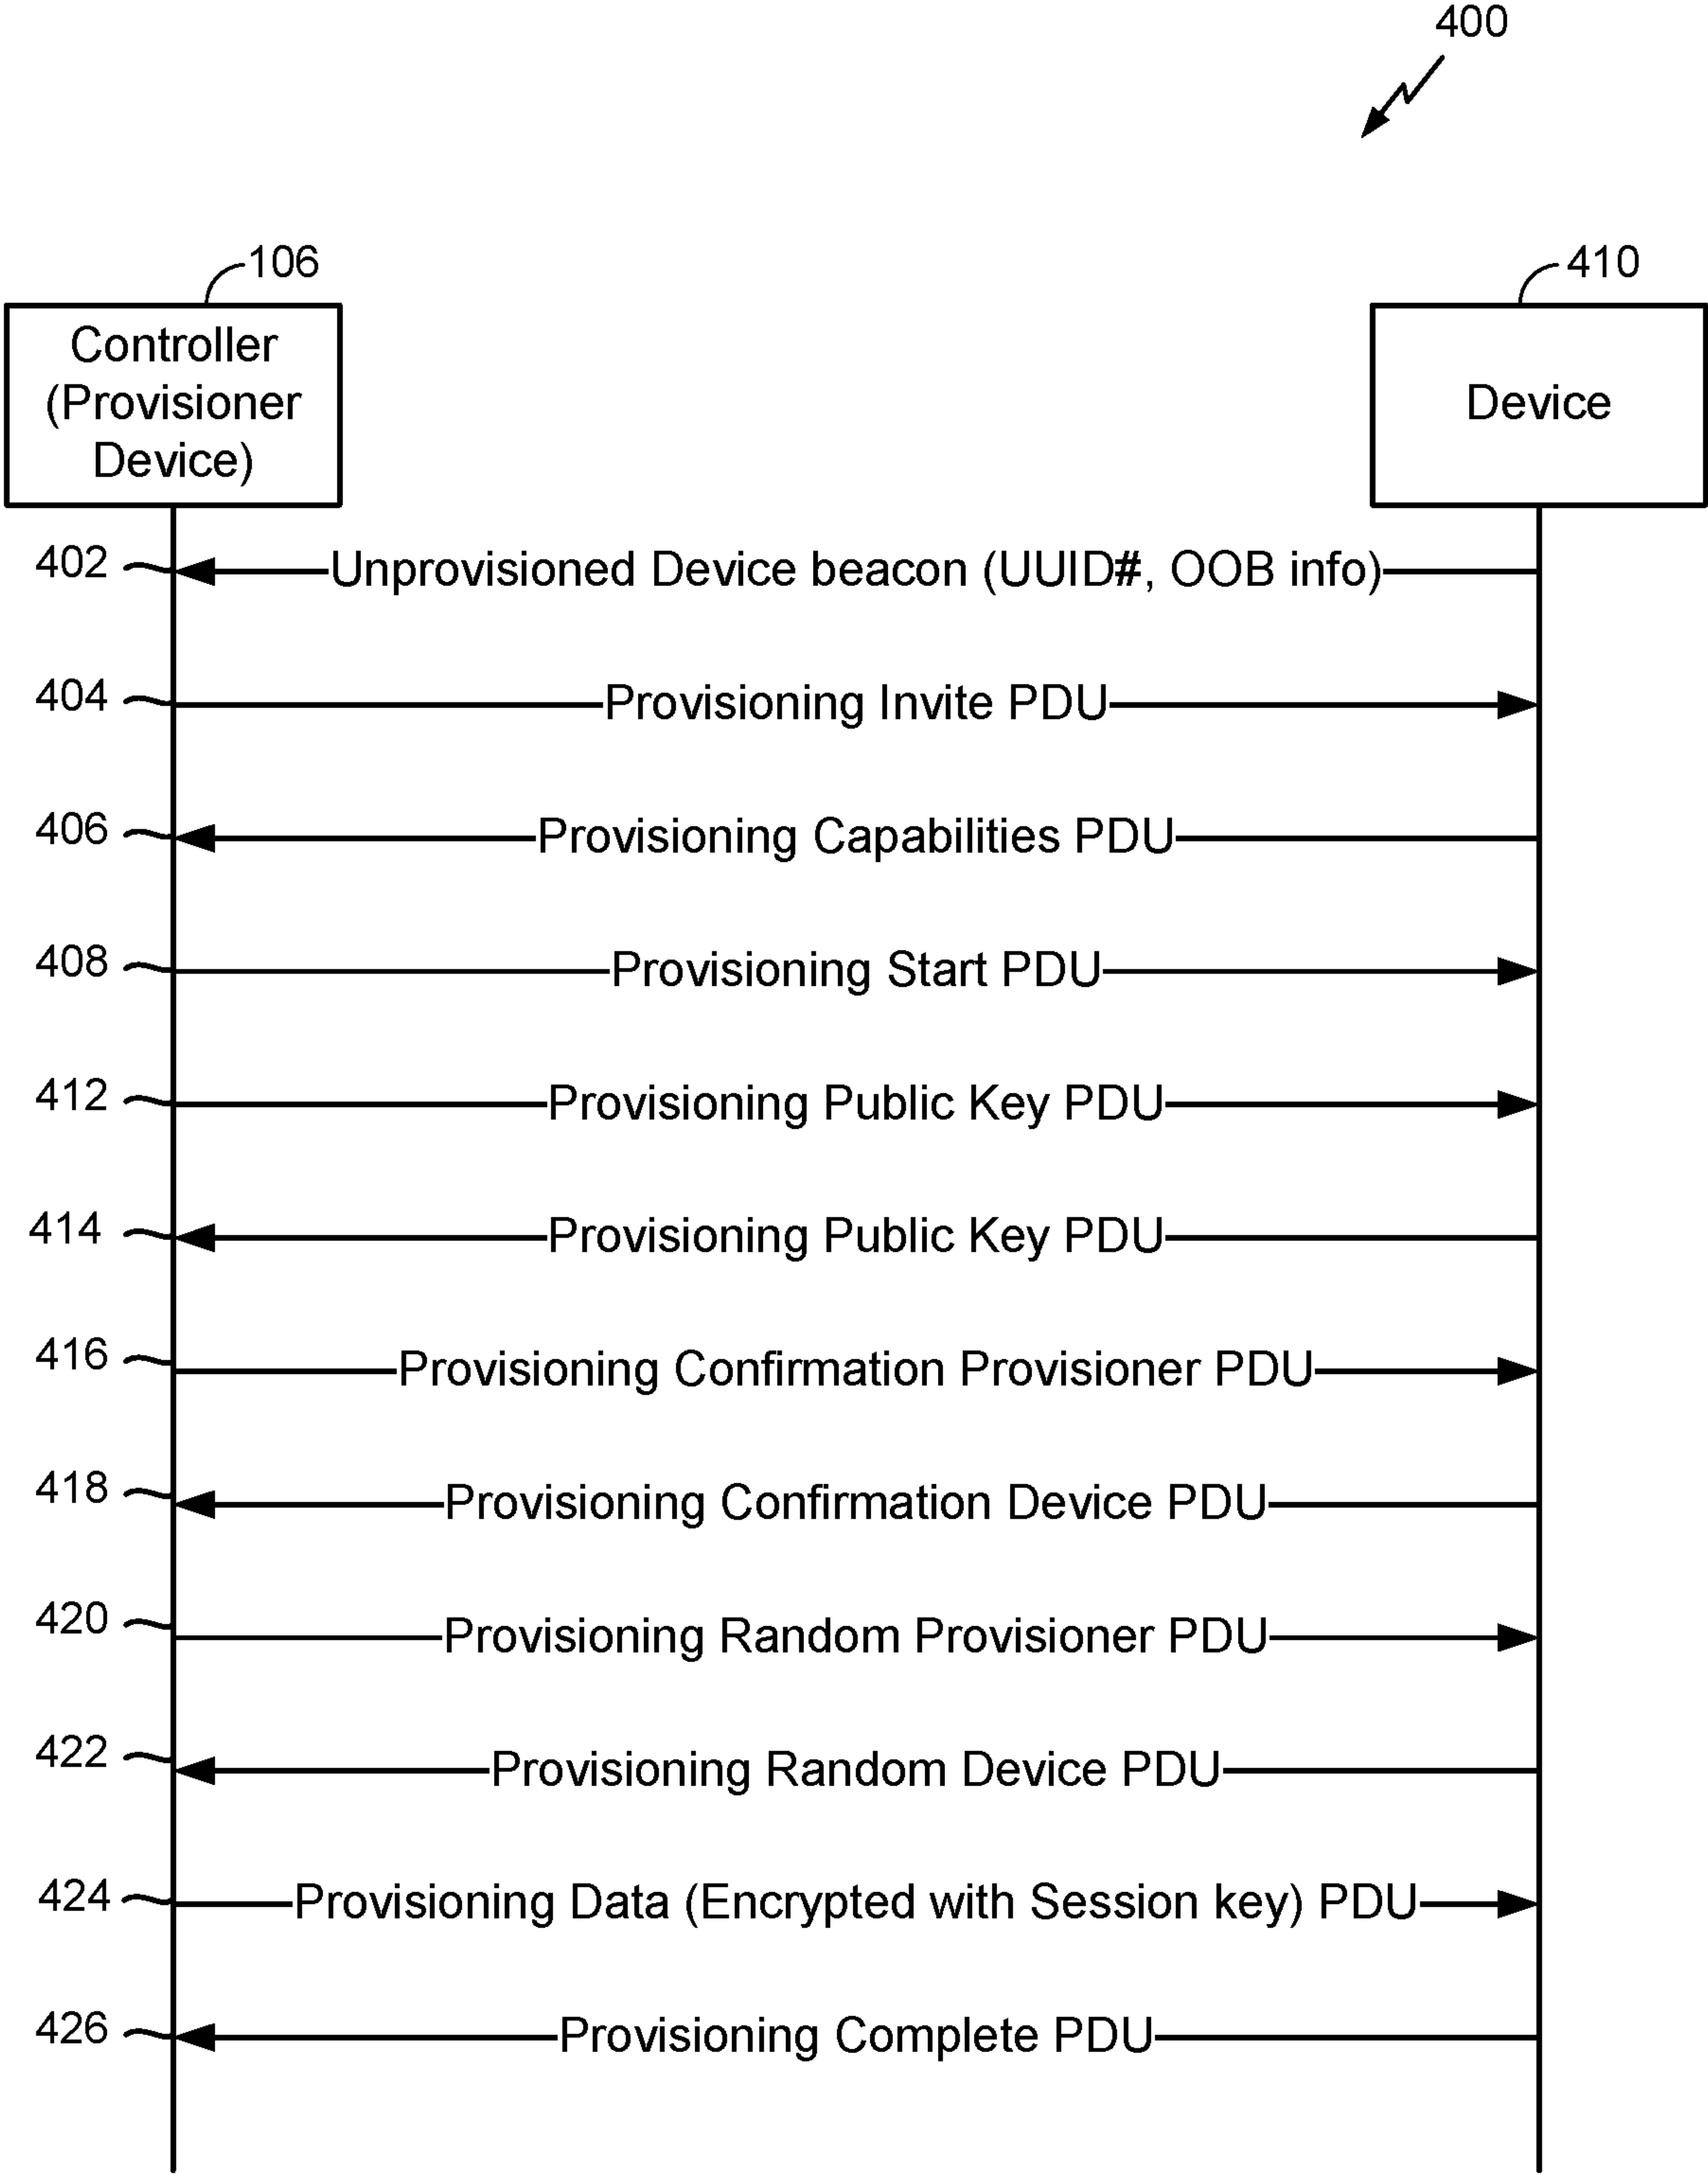 400
106
410
Controller
(Provisioner
Device)
Device
402 Unprovisioned Device beacon (UUID#, OOB info)
404 Provisioning Invite PDU
406 Provisioning Capabilities PDU
408 Provisioning Start PDU
412 Provisioning Public Key PDU
414 Provisioning Public Key PDU
416 Provisioning Confirmation Provisioner PDU
418 Provisioning Confirmation Device PDU
420 Provisioning Random Provisioner PDU
422 Provisioning Random Device PDU
424 Provisioning Data (Encrypted with Session key) PDU
426 Provisioning Complete PDU